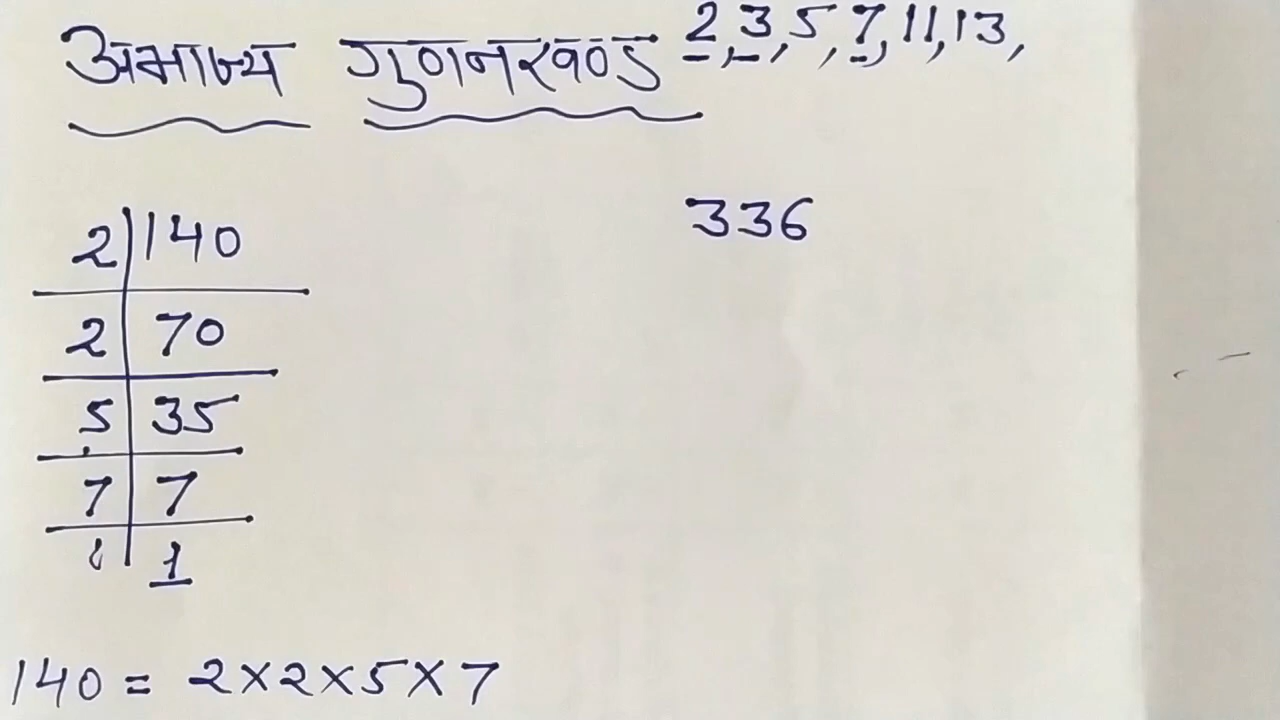 अभाज्य गुणनखण्ड 2, 3, 5, 7, 11, 13,
336
2 | 140
2 | 70
5 | 35
7 | 7
1
140 = 2×2×5×7